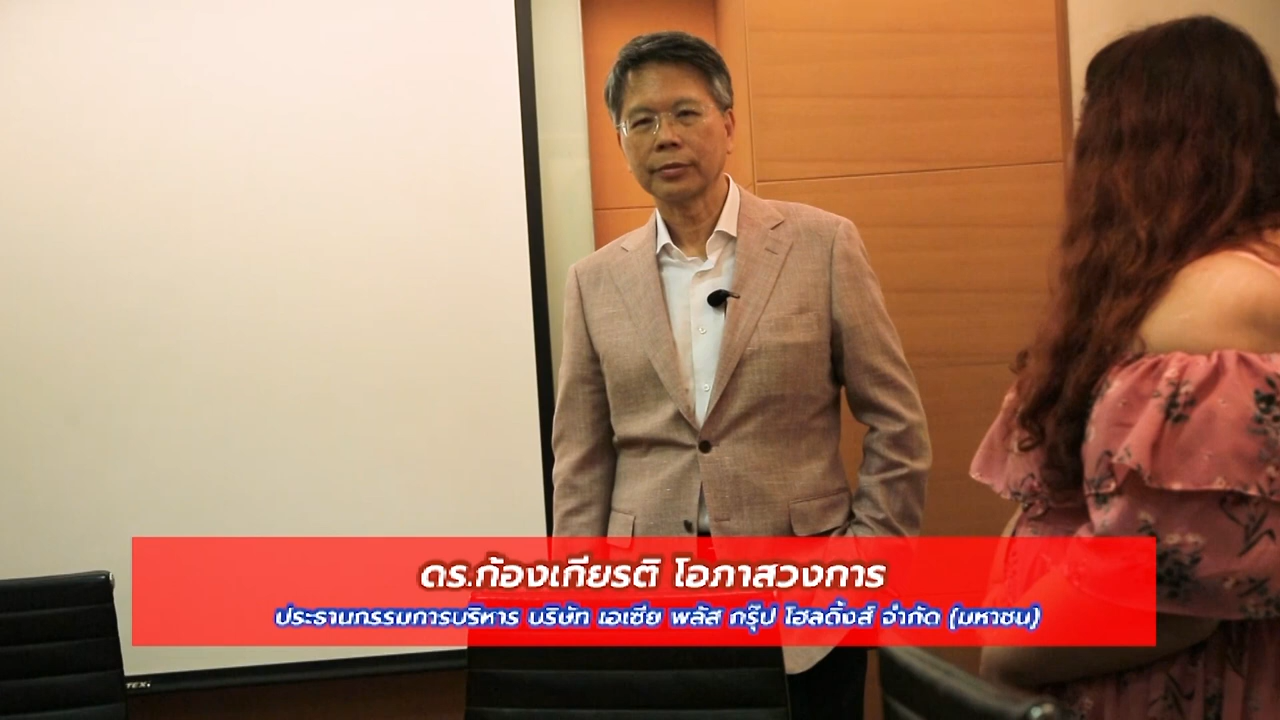 ดร.ก้องเกียรติ โอภาสวงการ
ประธานกรรมการบริหาร บริษัท เอเซีย พลัส กรุ๊ป โฮลดิ้งส์ จำกัด (มหาชน)